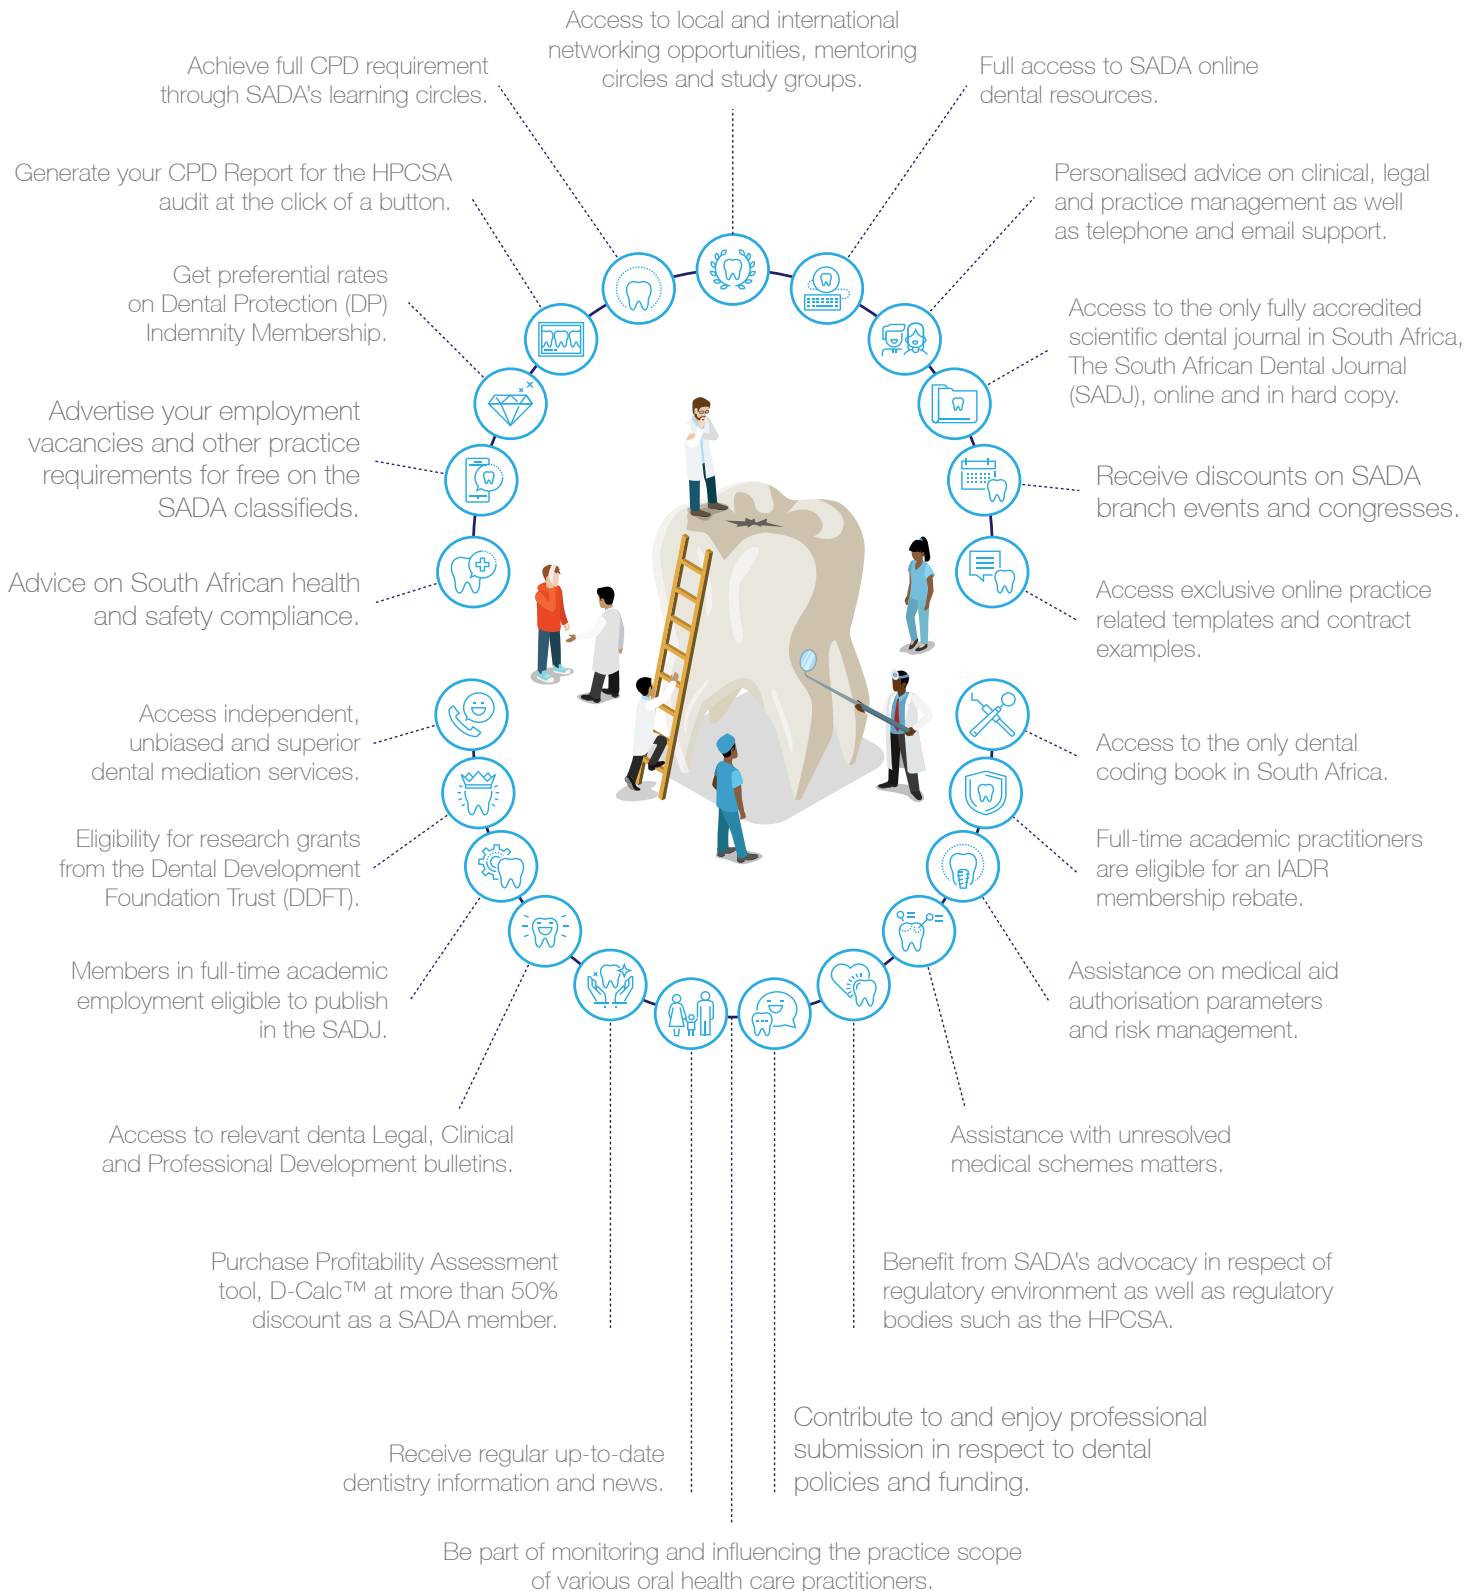 Access to local and international
networking opportunities, mentoring
circles and study groups.
Achieve full CPD requirement
through SADA's learning circles.
Full access to SADA online
dental resources.
Generate your CPD Report for the HPCSA
audit at the click of a button.
Personalised advice on clinical, legal
and practice management as well
as telephone and email support.
Get preferential rates
on Dental Protection (DP)
Indemnity Membership.
Access to the only fully accredited
scientific dental journal in South Africa,
The South African Dental Journal
(SADJ), online and in hard copy.
Advertise your employment
vacancies and other practice
requirements for free on the
SADA classifieds.
Receive discounts on SADA
branch events and congresses.
Advice on South African health
and safety compliance.
Access exclusive online practice
related templates and contract
examples.
Access independent,
unbiased and superior
dental mediation services.
Access to the only dental
coding book in South Africa.
Eligibility for research grants
from the Dental Development
Foundation Trust (DDFT).
Full-time academic practitioners
are eligible for an IADR
membership rebate.
Members in full-time academic
employment eligible to publish
in the SADJ.
Assistance on medical aid
authorisation parameters
and risk management.
Access to relevant denta Legal, Clinical
and Professional Development bulletins.
Assistance with unresolved
medical schemes matters.
Purchase Profitability Assessment
tool, D-Calc™ at more than 50%
discount as a SADA member.
Benefit from SADA's advocacy in respect of
regulatory environment as well as regulatory
bodies such as the HPCSA.
Receive regular up-to-date
dentistry information and news.
Contribute to and enjoy professional
submission in respect to dental
policies and funding.
Be part of monitoring and influencing the practice scope
of various oral health care practitioners.